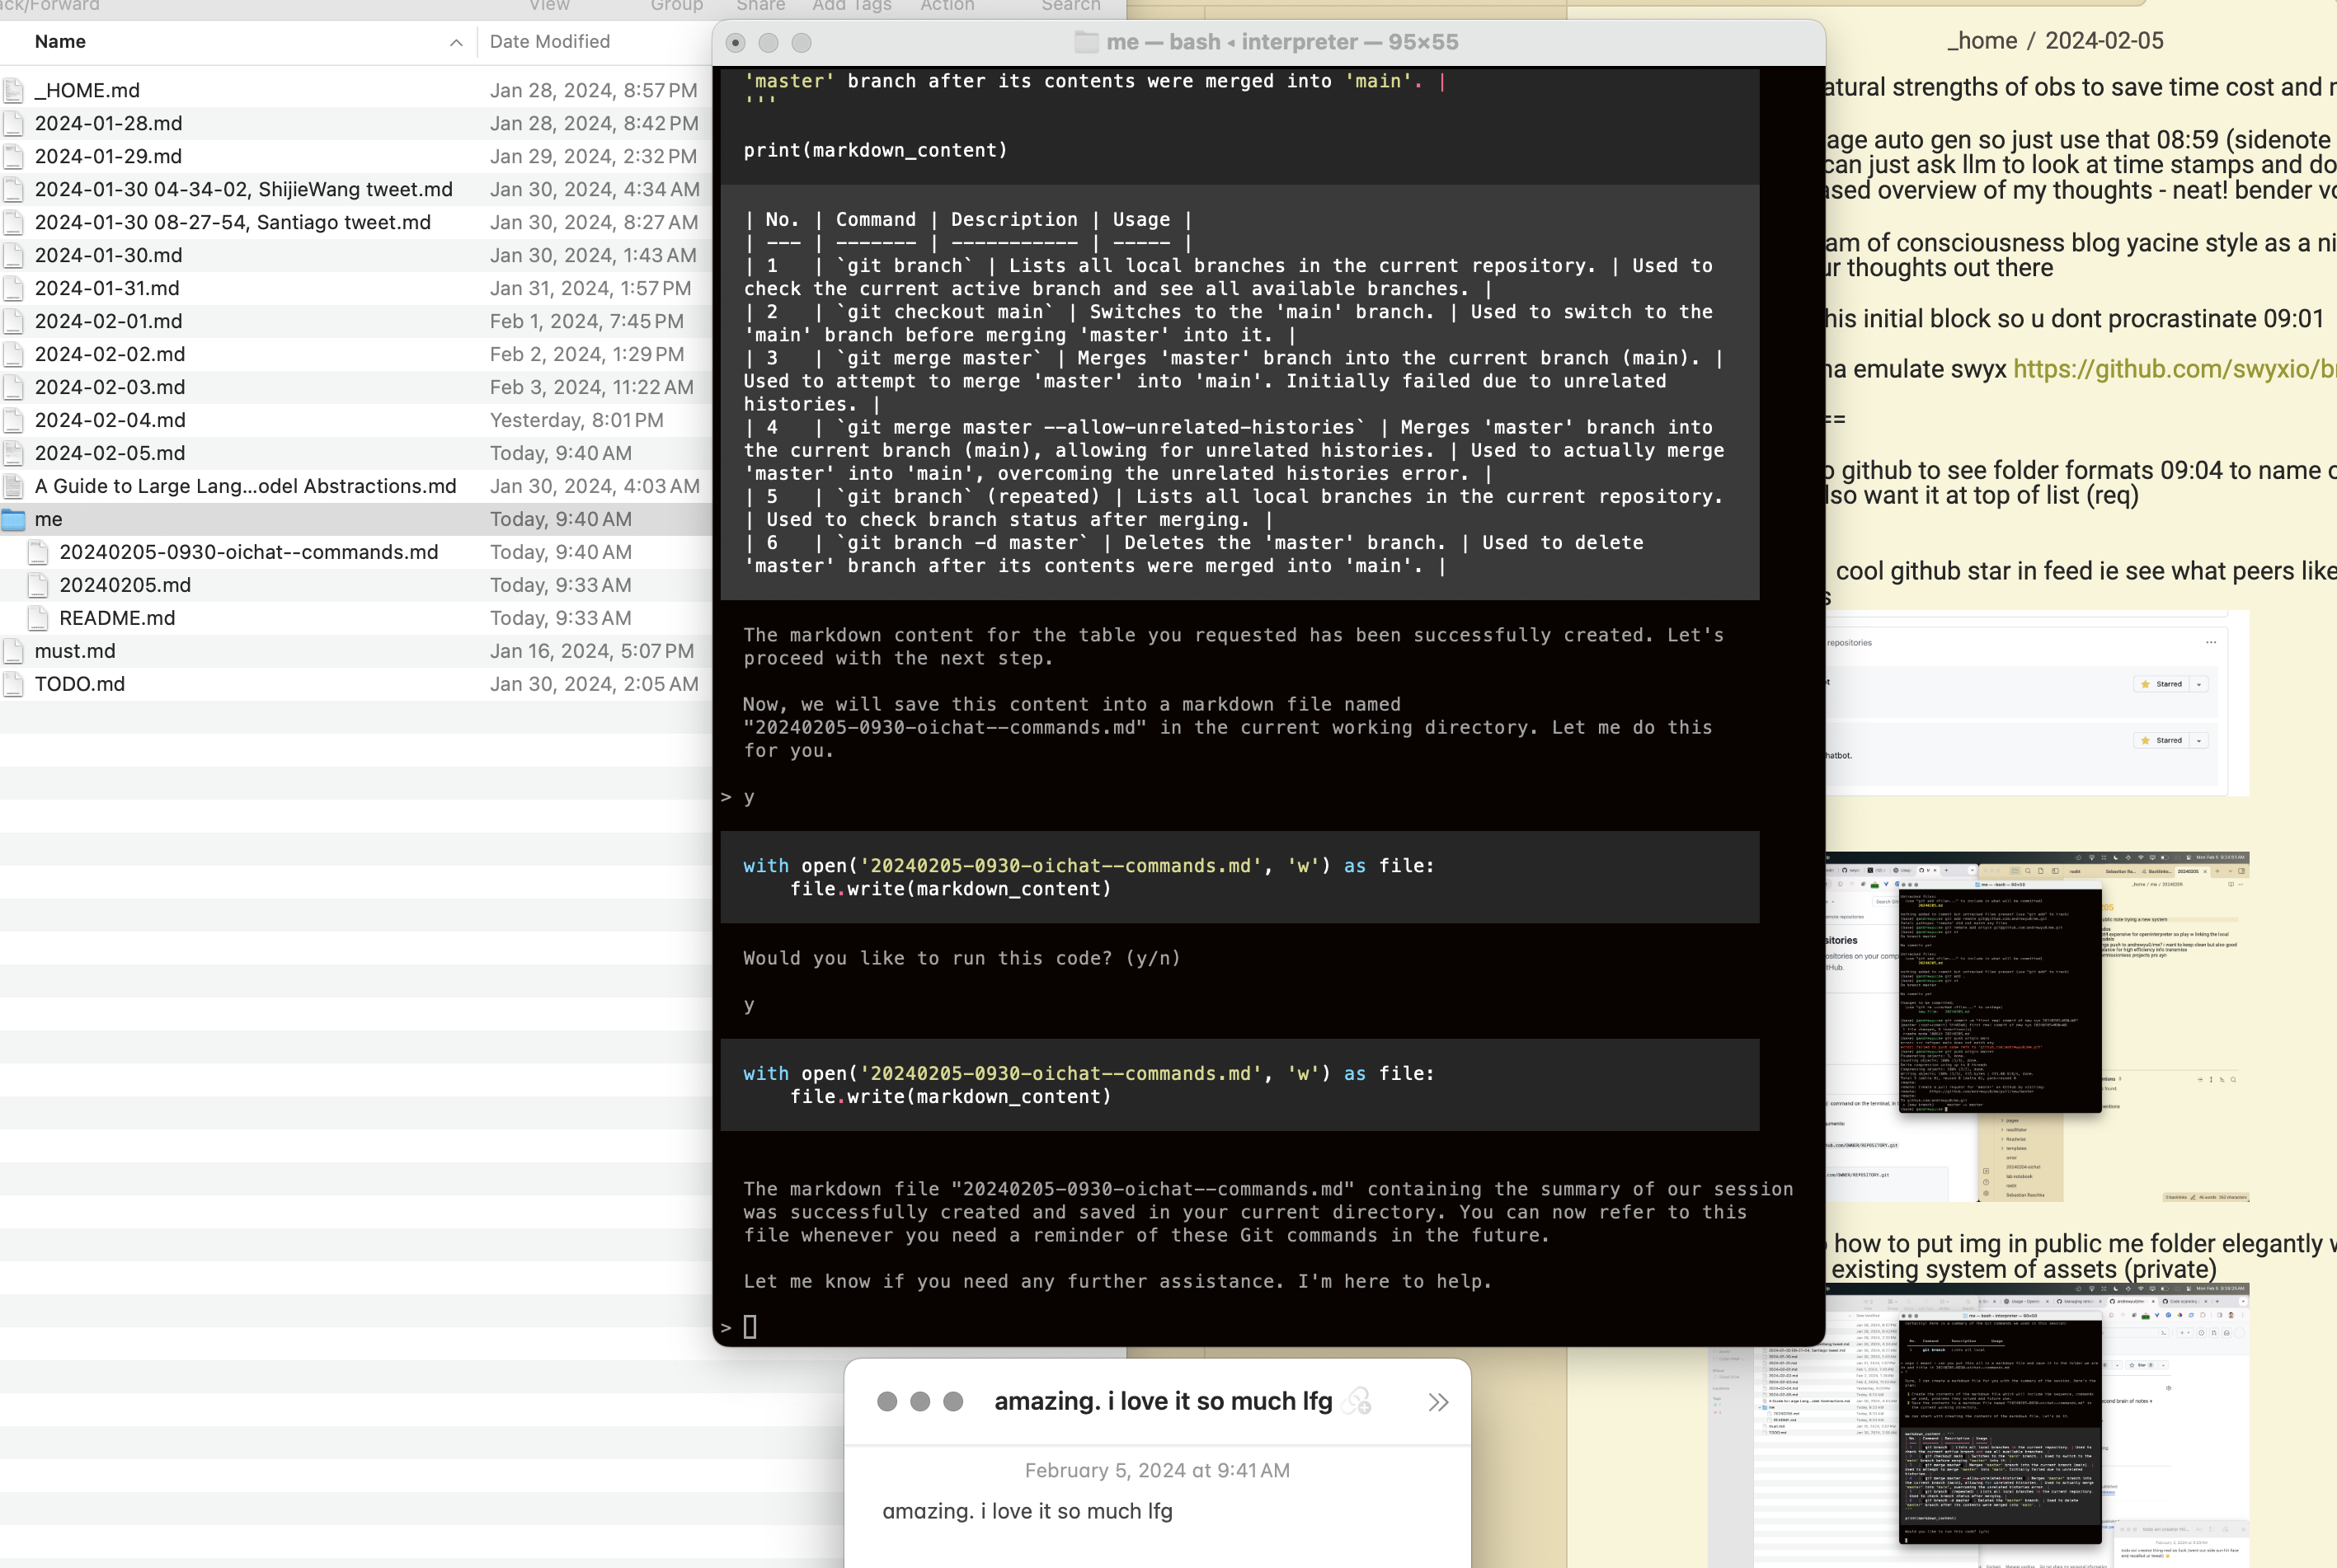 ack/Forward
View
Group
Share
Add Tags
Action
Search
Name
Date Modified
_HOME.md
Jan 28, 2024, 8:57 PM
2024-01-28.md
Jan 28, 2024, 8:42 PM
2024-01-29.md
Jan 29, 2024, 2:32 PM
2024-01-30 04-34-02, ShijieWang tweet.md
Jan 30, 2024, 4:34 AM
2024-01-30 08-27-54, Santiago tweet.md
Jan 30, 2024, 8:27 AM
2024-01-30.md
Jan 30, 2024, 1:43 AM
2024-01-31.md
Jan 31, 2024, 1:57 PM
2024-02-01.md
Feb 1, 2024, 7:45 PM
2024-02-02.md
Feb 2, 2024, 1:29 PM
2024-02-03.md
Feb 3, 2024, 11:22 AM
2024-02-04.md
Yesterday, 8:01 PM
2024-02-05.md
Today, 9:40 AM
A Guide to Large Lang...odel Abstractions.md
Jan 30, 2024, 4:03 AM
me
Today, 9:40 AM
20240205-0930-oichat--commands.md
Today, 9:40 AM
20240205.md
Today, 9:33 AM
README.md
Today, 9:33 AM
must.md
Jan 16, 2024, 5:07 PM
TODO.md
Jan 30, 2024, 2:05 AM
me — bash ◂ interpreter — 95×55
'master' branch after its contents were merged into 'main'. |
'''
print(markdown_content)
| No. | Command | Description | Usage |
| --- | ------- | ----------- | ----- |
| 1   | `git branch` | Lists all local branches in the current repository. | Used to
check the current active branch and see all available branches. |
| 2   | `git checkout main` | Switches to the 'main' branch. | Used to switch to the
'main' branch before merging 'master' into it. |
| 3   | `git merge master` | Merges 'master' branch into the current branch (main). |
Used to attempt to merge 'master' into 'main'. Initially failed due to unrelated
histories. |
| 4   | `git merge master --allow-unrelated-histories` | Merges 'master' branch into
the current branch (main), allowing for unrelated histories. | Used to actually merge
'master' into 'main', overcoming the unrelated histories error. |
| 5   | `git branch` (repeated) | Lists all local branches in the current repository.
| Used to check branch status after merging. |
| 6   | `git branch -d master` | Deletes the 'master' branch. | Used to delete
'master' branch after its contents were merged into 'main'. |
The markdown content for the table you requested has been successfully created. Let's
proceed with the next step.
Now, we will save this content into a markdown file named
"20240205-0930-oichat--commands.md" in the current working directory. Let me do this
for you.
> y
with open('20240205-0930-oichat--commands.md', 'w') as file:
file.write(markdown_content)
Would you like to run this code? (y/n)
y
with open('20240205-0930-oichat--commands.md', 'w') as file:
file.write(markdown_content)
The markdown file "20240205-0930-oichat--commands.md" containing the summary of our session
was successfully created and saved in your current directory. You can now refer to this
file whenever you need a reminder of these Git commands in the future.
Let me know if you need any further assistance. I'm here to help.
>
amazing. i love it so much lfg
February 5, 2024 at 9:41 AM
amazing. i love it so much lfg
_home / 2024-02-05
atural strengths of obs to save time cost and
age auto gen so just use that 08:59 (sidenote
can just ask llm to look at time stamps and do
ased overview of my thoughts - neat! bender
am of consciousness blog yacine style as a
ur thoughts out there
his initial block so u dont procrastinate 09:01
na emulate swyx https://github.com/swyxio/
==
o github to see folder formats 09:04 to name
lso want it at top of list (req)
cool github star in feed ie see what peers like
s
repositories
Starred
hatbot.
Starred
how to put img in public me folder elegantly
existing system of assets (private)